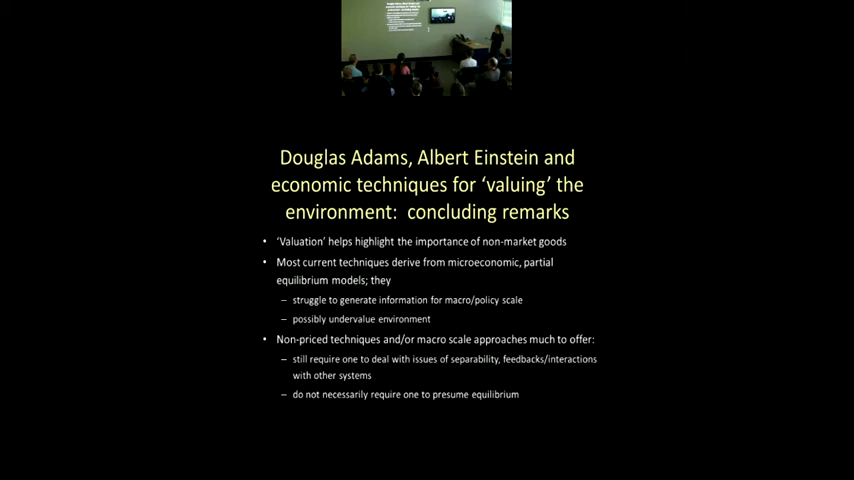 Douglas Adams, Albert Einstein and
economic techniques for ‘valuing’ the
environment: concluding remarks
• ‘Valuation’ helps highlight the importance of non-market goods
• Most current techniques derive from microeconomic, partial
equilibrium models; they
– struggle to generate information for macro/policy scale
– possibly undervalue environment
• Non-priced techniques and/or macro scale approaches much to offer:
– still require one to deal with issues of separability, feedbacks/interactions
with other systems
– do not necessarily require one to presume equilibrium